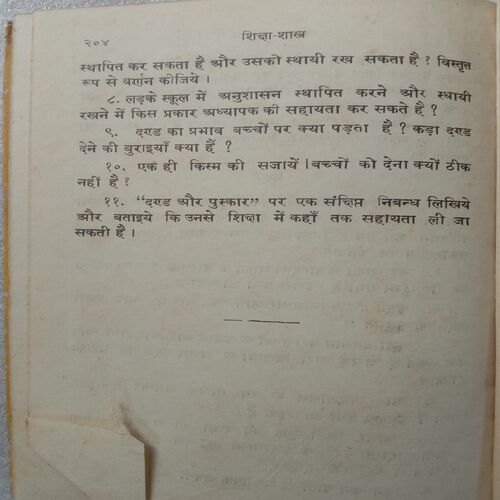 २०४ शिक्षा-शास्त्र
स्थापित कर सकता है और उसको स्थायी रख सकता है ? विस्तृत
रूप से वर्णन कीजिये ।
८. लड़के स्कूल में अनुशासन स्थापित करने और स्थायी
रखने में किस प्रकार अध्यापक की सहायता कर सकते है ?
९. दण्ड का प्रभाव बच्चों पर क्या पड़ता है ? कड़ा दण्ड
देने की बुराइयाँ क्या हैं ?
१०. एक ही किस्म की सजायें बच्चों को देना क्यों ठीक
नहीं है ?
११. “दण्ड और पुस्कार” पर एक संक्षिप्त निबन्ध लिखिये
और बताइये कि उनसे शिक्षा में कहाँ तक सहायता ली जा
सकती है ।